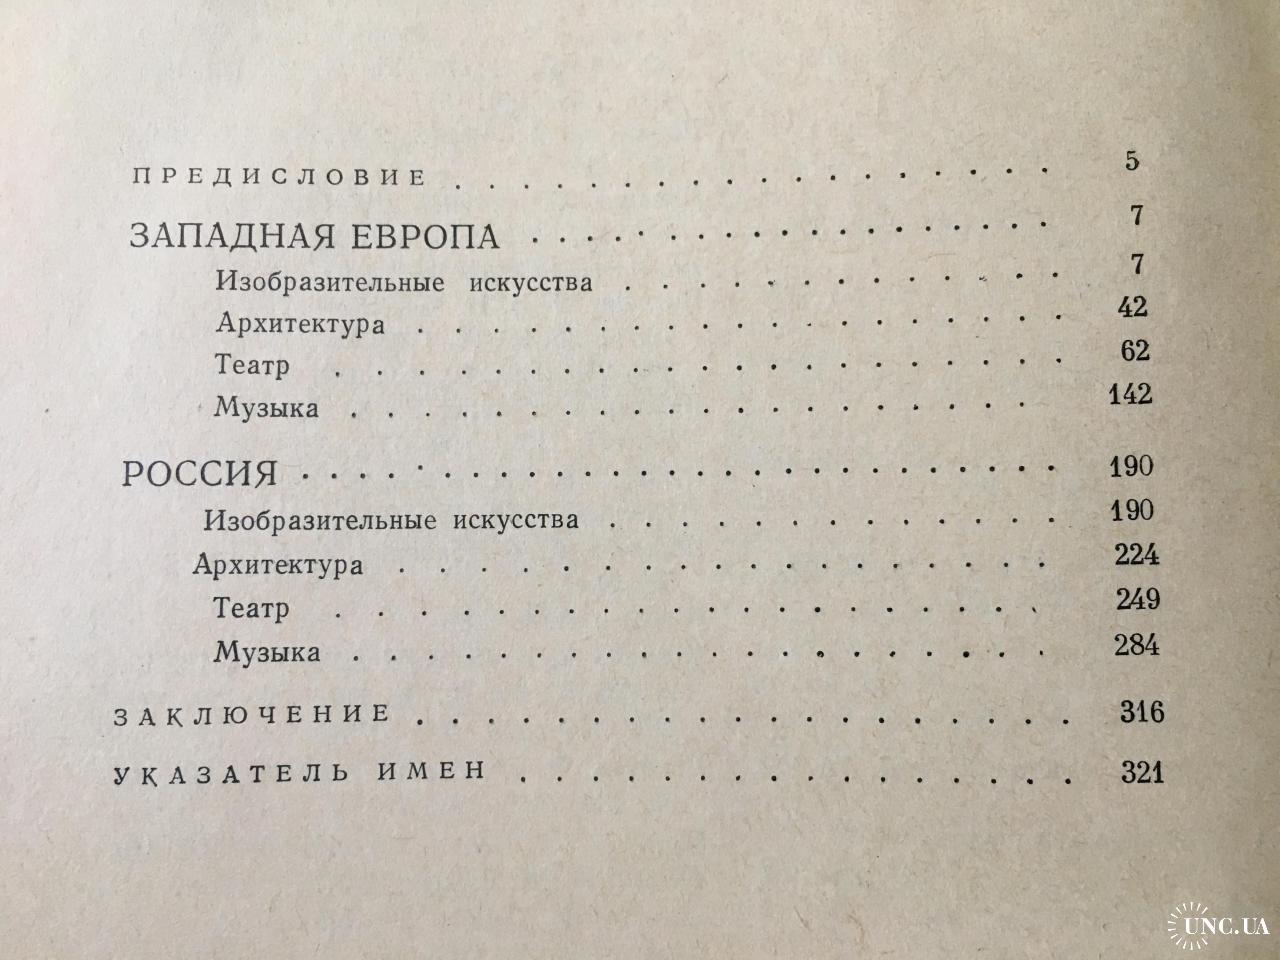 ПРЕДИСЛОВИЕ . . . . . . . . . . . . . . . . . . 5
ЗАПАДНАЯ ЕВРОПА . . . . . . . . . . . . . . . . . . 7
Изобразительные искусства . . . . . . . . . . . . . 7
Архитектура . . . . . . . . . . . . . . . . . . 42
Театр . . . . . . . . . . . . . . . . . . . 62
Музыка . . . . . . . . . . . . . . . . . . . 142
РОССИЯ . . . . . . . . . . . . . . . . . . . . . . . . . 190
Изобразительные искусства . . . . . . . . . . . . . 190
Архитектура . . . . . . . . . . . . . . . . . 224
Театр . . . . . . . . . . . . . . . . . . 249
Музыка . . . . . . . . . . . . . . . . . . . 284
ЗАКЛЮЧЕНИЕ . . . . . . . . . . . . . . . . . . . 316
УКАЗАТЕЛЬ ИМЕН . . . . . . . . . . . . . . . . 321
UNC.UA